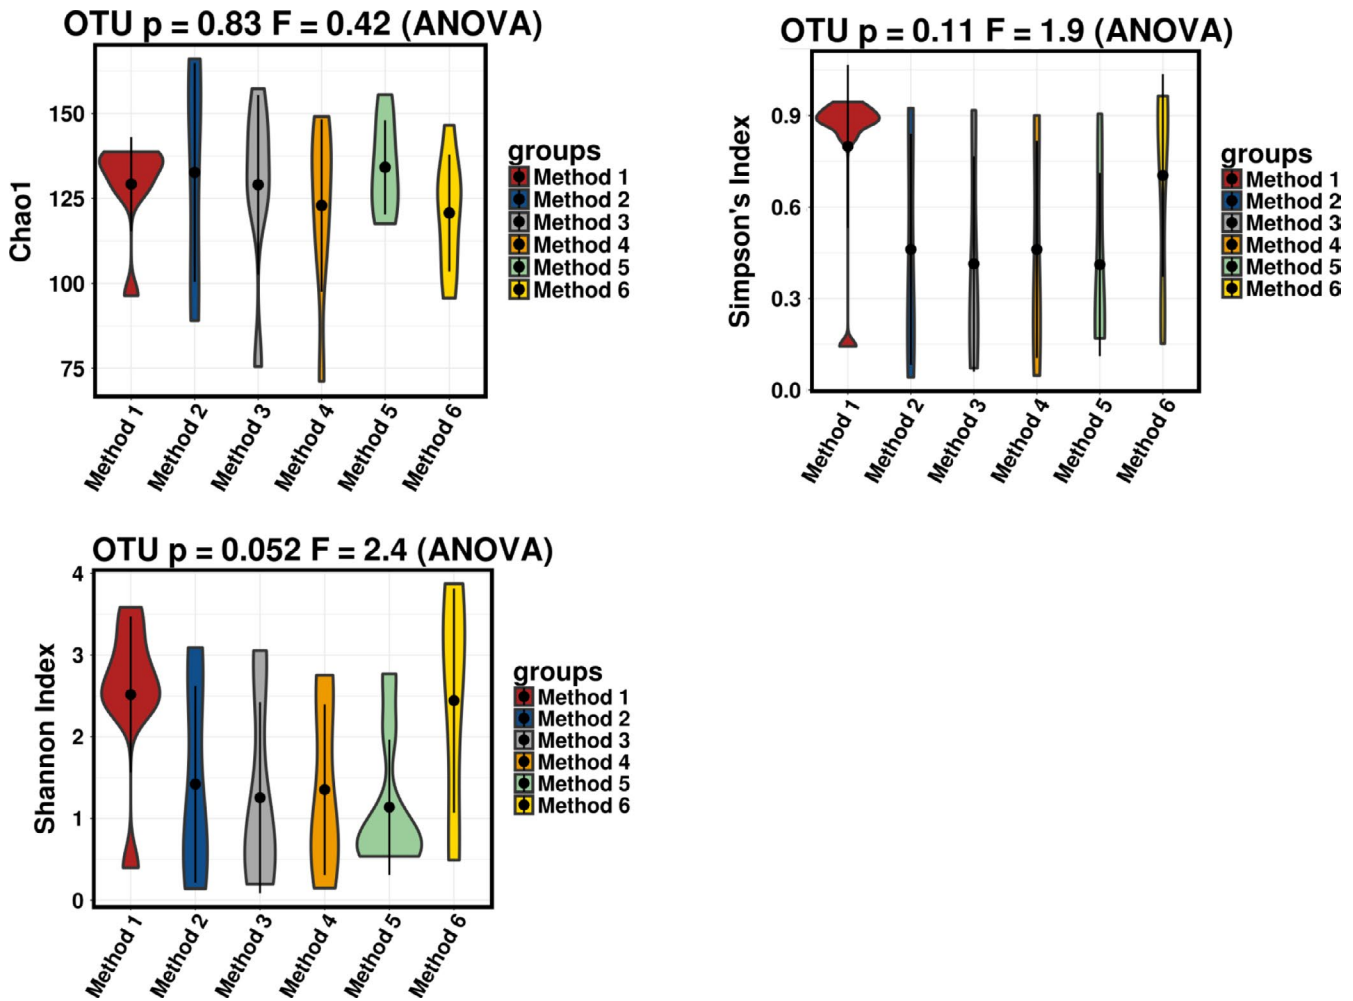 OTU p = 0.83 F = 0.42 (ANOVA)
Chao1
150
125
100
75
Method 1
Method 2
Method 3
Method 4
Method 5
Method 6
groups
Method 1
Method 2
Method 3
Method 4
Method 5
Method 6
OTU p = 0.11 F = 1.9 (ANOVA)
Simpson's Index
0.9
0.6
0.3
0.0
Method 1
Method 2
Method 3
Method 4
Method 5
Method 6
groups
Method 1
Method 2
Method 3
Method 4
Method 5
Method 6
OTU p = 0.052 F = 2.4 (ANOVA)
Shannon Index
4
3
2
1
0
Method 1
Method 2
Method 3
Method 4
Method 5
Method 6
groups
Method 1
Method 2
Method 3
Method 4
Method 5
Method 6